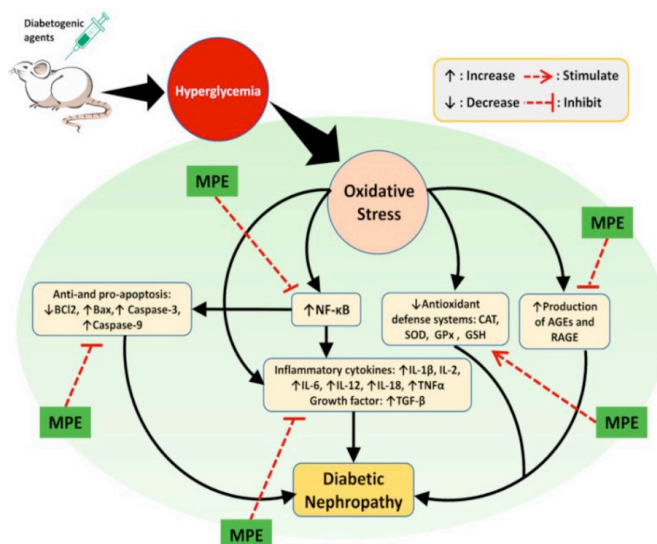 Diabetogenic
agents
Hyperglycemia
↑ : Increase
: Stimulate
↓ : Decrease
: Inhibit
Oxidative
Stress
MPE
MPE
Anti-and pro-apoptosis:
↓BCl2, ↑Bax,↑ Caspase-3,
↑Caspase-9
↑NF-κB
↓Antioxidant
defense systems: CAT,
SOD, GPx , GSH
↑Production
of AGEs and
RAGE
Inflammatory cytokines: ↑IL-1β, IL-2,
↑IL-6, ↑IL-12, ↑IL-18, ↑TNFα
Growth factor: ↑TGF-β
MPE
MPE
Diabetic
Nephropathy
MPE